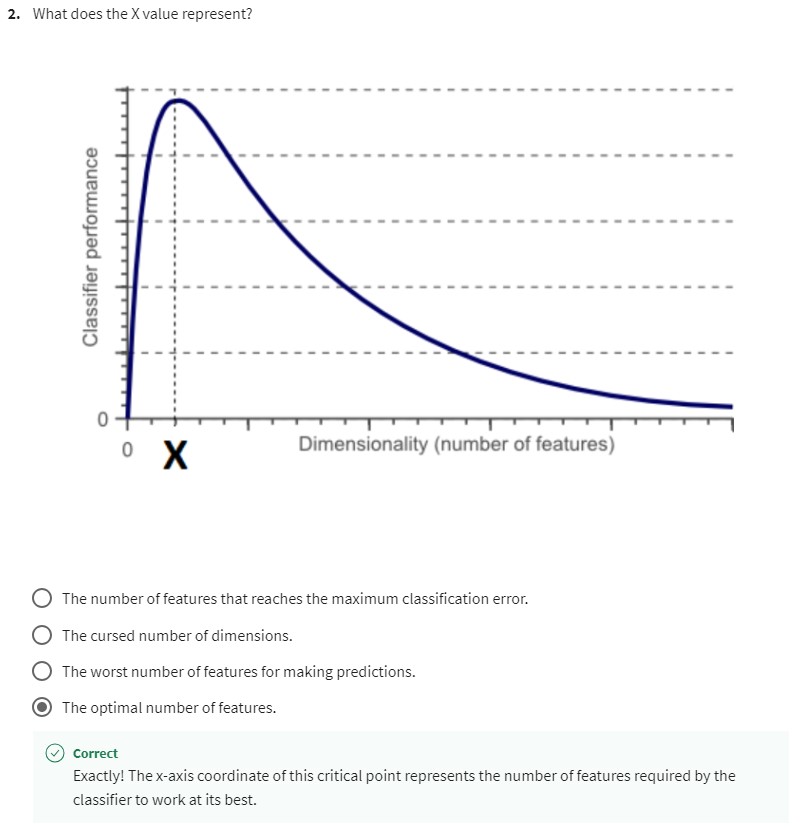 2. What does the X value represent?
Classifier performance
0
0
X
Dimensionality (number of features)
The number of features that reaches the maximum classification error.
The cursed number of dimensions.
The worst number of features for making predictions.
The optimal number of features.
Correct
Exactly! The x-axis coordinate of this critical point represents the number of features required by the
classifier to work at its best.